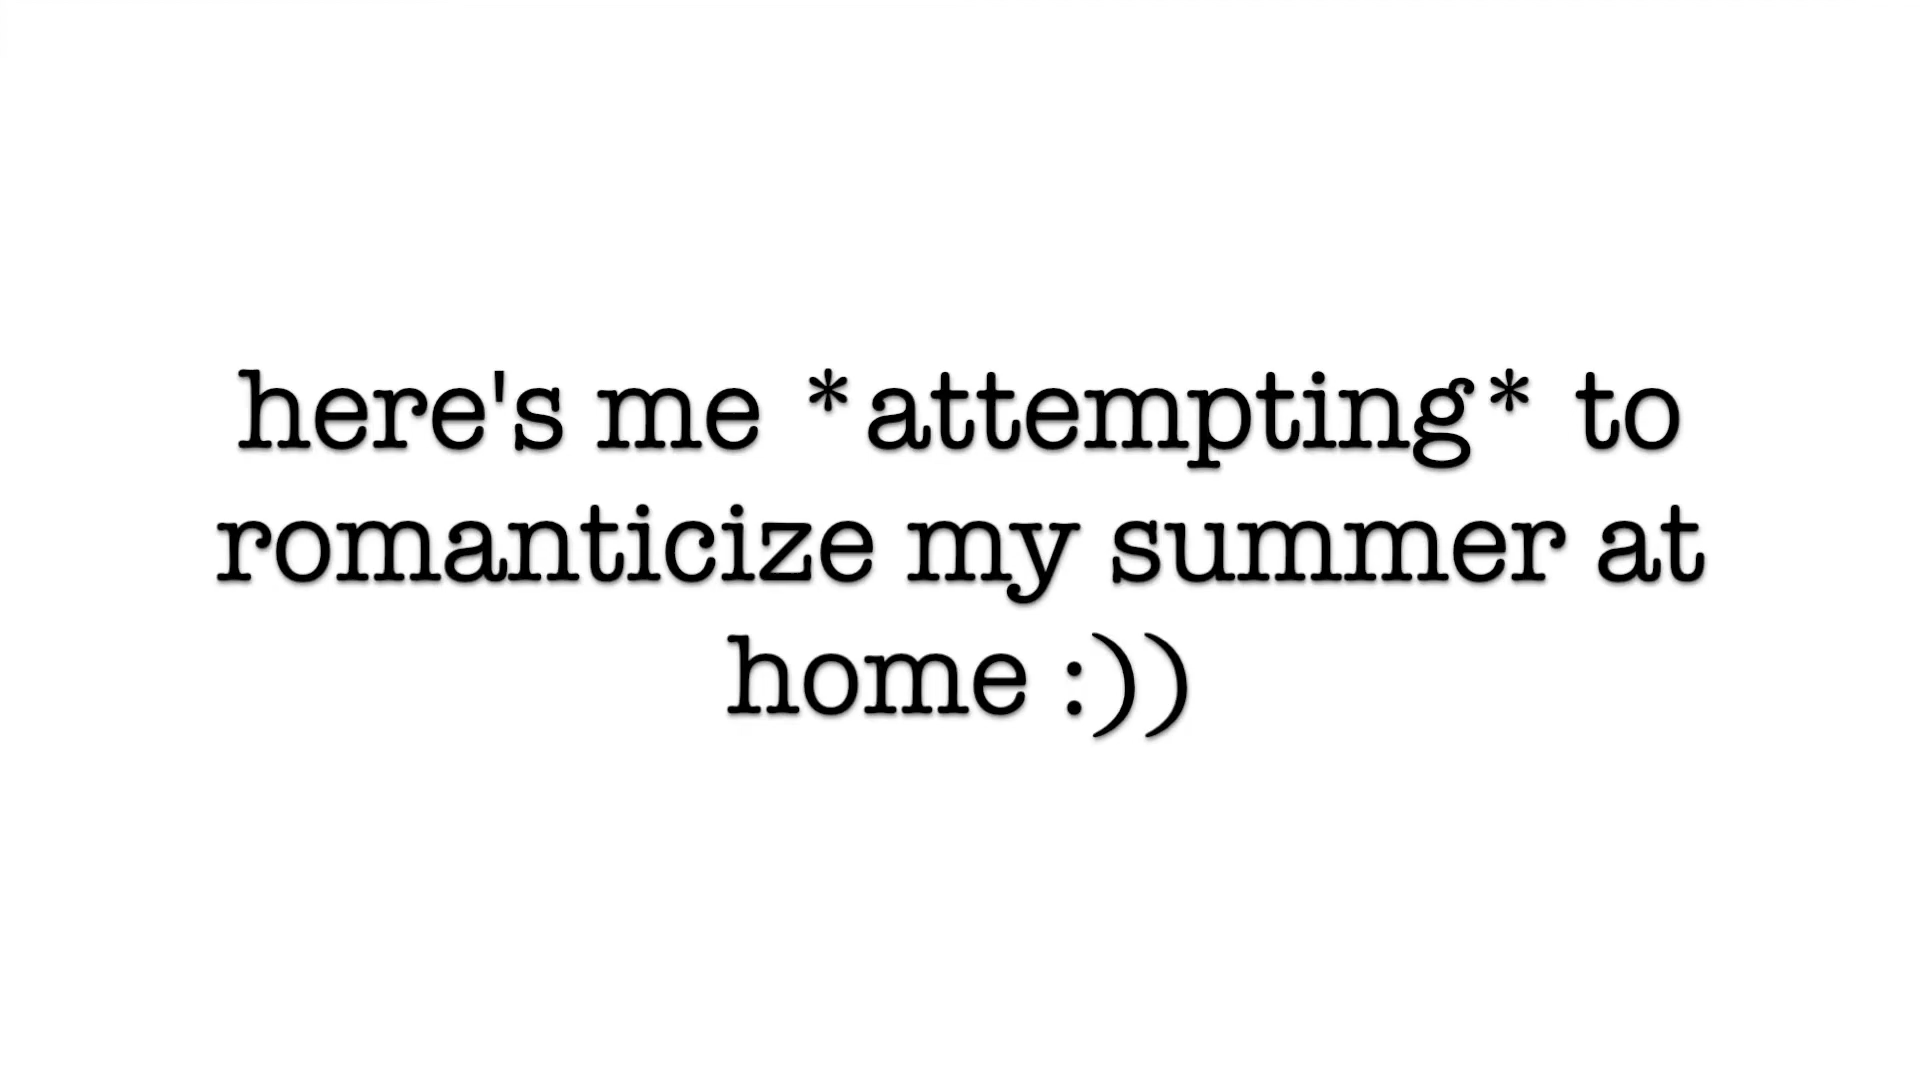 here's me *attempting* to
romanticize my summer at
home :))